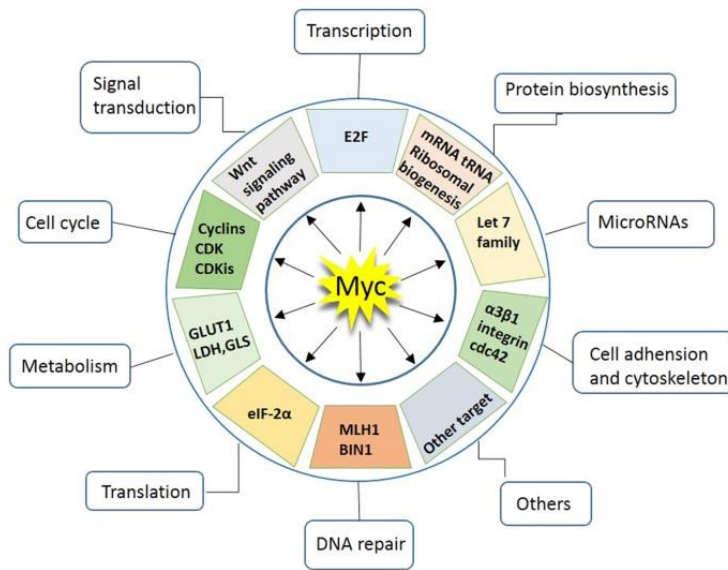 Transcription
Signal
transduction
Protein biosynthesis
E2F
mRNA tRNA
Ribosomal
biogenesis
Wnt
signaling
pathway
Let 7
family
Cell cycle
MicroRNAs
Cyclins
CDK
CDKis
Myc
α3β1
integrin
cdc42
GLUT1
LDH,GLS
Metabolism
Cell adhension
and cytoskeleton
eIF-2α
MLH1
BIN1
Other target
Translation
Others
DNA repair